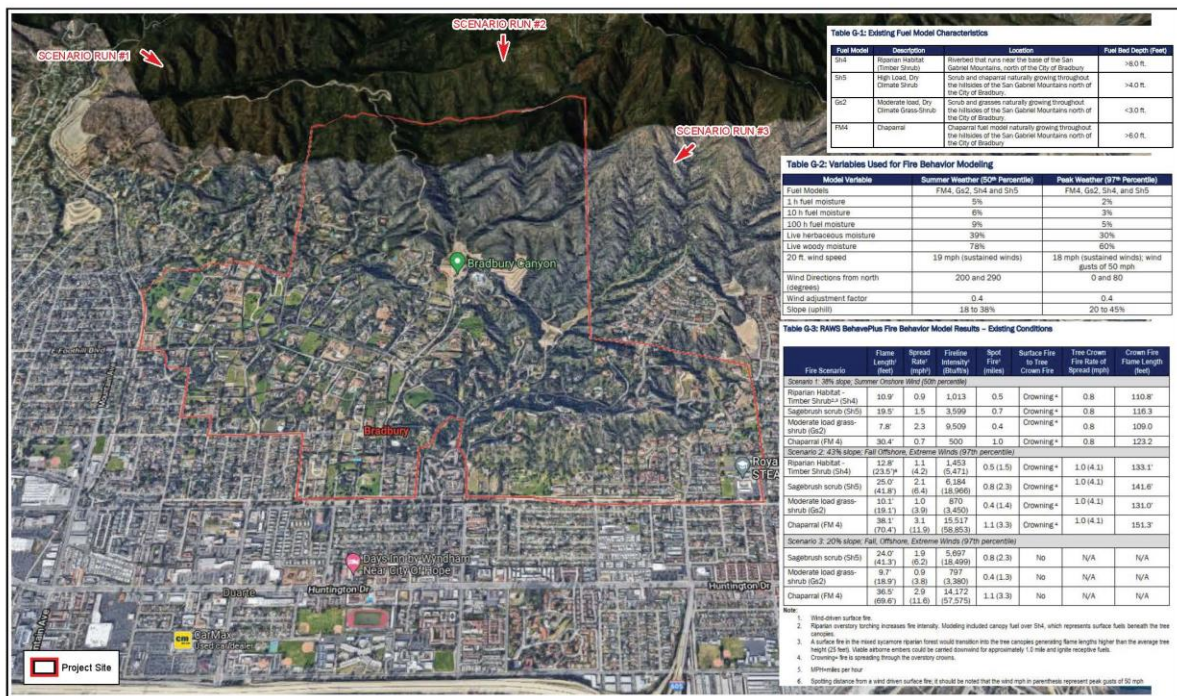 SCENARIO RUN #1
SCENARIO RUN #2
SCENARIO RUN #3
Bradbury Canyon
E Foothill Blvd
Bradbury
Roya
STEA
Days Inn by Wyndham
Near City Of Hope
Huntington Dr
Huntington Dr
Duarte
CarMax
Used car dealer
cm
605
Project Site
Table G-1: Existing Fuel Model Characteristics
Fuel Model Description Location Fuel Bed Depth (Feet)
Sh4 Riparian Habitat (Timber Shrub) Riverbed that runs near the base of the San Gabriel Mountains, north of the City of Bradbury >6.0 ft.
Sh5 High Load, Dry Climate Shrub Scrub and chaparral naturally growing throughout the hillsides of the San Gabriel Mountains north of the City of Bradbury. >4.0 ft.
Gs2 Moderate load, Dry Climate Grass-Shrub Scrub and grasses naturally growing throughout the hillsides of the San Gabriel Mountains north of the City of Bradbury. <3.0 ft.
FM4 Chaparral Chaparral fuel model naturally growing throughout the hillsides of the San Gabriel Mountains north of the City of Bradbury >6.0 ft.
Table G-2: Variables Used for Fire Behavior Modeling
Model Variable Summer Weather (50th Percentile) Peak Weather (97th Percentile)
Fuel Models FM4, Gs2, Sh4 and Sh5 FM4, Gs2, Sh4, and Sh5
1 h fuel moisture 5% 2%
10 h fuel moisture 6% 3%
100 h fuel moisture 9% 5%
Live herbaceous moisture 39% 30%
Live woody moisture 78% 60%
20 ft. wind speed 19 mph (sustained winds) 18 mph (sustained winds); wind gusts of 50 mph
Wind Directions from north (degrees) 200 and 290 0 and 80
Wind adjustment factor 0.4 0.4
Slope (uphill) 18 to 38% 20 to 45%
Table G-3: RAWS BehavePlus Fire Behavior Model Results – Existing Conditions
Fire Scenario Flame Length¹ (feet) Spread Rate¹ (mph⁵) Fireline Intensity¹ (Btu/ft/s) Spot Fire¹ (miles) Surface Fire to Tree Crown Fire Tree Crown Fire Rate of Spread (mph) Crown Fire Flame Length (feet)
Scenario 1: 38% slope; Summer Onshore Wind (50th percentile)
Riparian Habitat - Timber Shrub²,³ (Sh4) 10.9' 0.9 1,013 0.5 Crowning⁴ 0.8 110.8'
Sagebrush scrub (Sh5) 19.5' 1.5 3,599 0.7 Crowning⁴ 0.8 116.3
Moderate load grass-shrub (Gs2) 7.8' 2.3 9,509 0.4 Crowning⁴ 0.8 109.0
Chaparral (FM 4) 30.4' 0.7 500 1.0 Crowning⁴ 0.8 123.2
Scenario 2: 43% slope; Fall Offshore, Extreme Winds (97th percentile)
Riparian Habitat - Timber Shrub (Sh4) 12.8' (23.5')⁶ 1.1 (4.2) 1,453 (5,471) 0.5 (1.5) Crowning⁴ 1.0 (4.1) 133.1'
Sagebrush scrub (Sh5) 25.0' (41.8') 2.1 (6.4) 6,184 (18,966) 0.8 (2.3) Crowning⁴ 1.0 (4.1) 141.6'
Moderate load grass-shrub (Gs2) 10.1' (19.1') 1.0 (3.9) 870 (3,450) 0.4 (1.4) Crowning⁴ 1.0 (4.1) 131.0'
Chaparral (FM 4) 38.1' (70.4') 3.1 (11.9) 15,517 (58,853) 1.1 (3.3) Crowning⁴ 1.0 (4.1) 151.3'
Scenario 3: 20% slope; Fall, Offshore, Extreme Winds (97th percentile)
Sagebrush scrub (Sh5) 24.0' (41.3') 1.9 (6.2) 5,697 (18,499) 0.8 (2.3) No N/A N/A
Moderate load grass-shrub (Gs2) 9.7' (18.9') 0.9 (3.8) 797 (3,380) 0.4 (1.3) No N/A N/A
Chaparral (FM 4) 36.5' (69.6') 2.9 (11.6) 14,172 (57,575) 1.1 (3.3) No N/A N/A
Note:
1. Wind-driven surface fire.
2. Riparian overstory torching increases fire intensity. Modeling included canopy fuel over Sh4, which represents surface fuels beneath the tree canopies.
3. A surface fire in the mixed sycamore riparian forest would transition into the tree canopies generating flame lengths higher than the average tree height (25 feet). Viable airborne embers could be carried downwind for approximately 1.0 mile and ignite receptive fuels.
4. Crowning= fire is spreading through the overstory crowns.
5. MPH=miles per hour
6. Spotting distance from a wind driven surface fire; it should be noted that the wind mph in parenthesis represent peak gusts of 50 mph